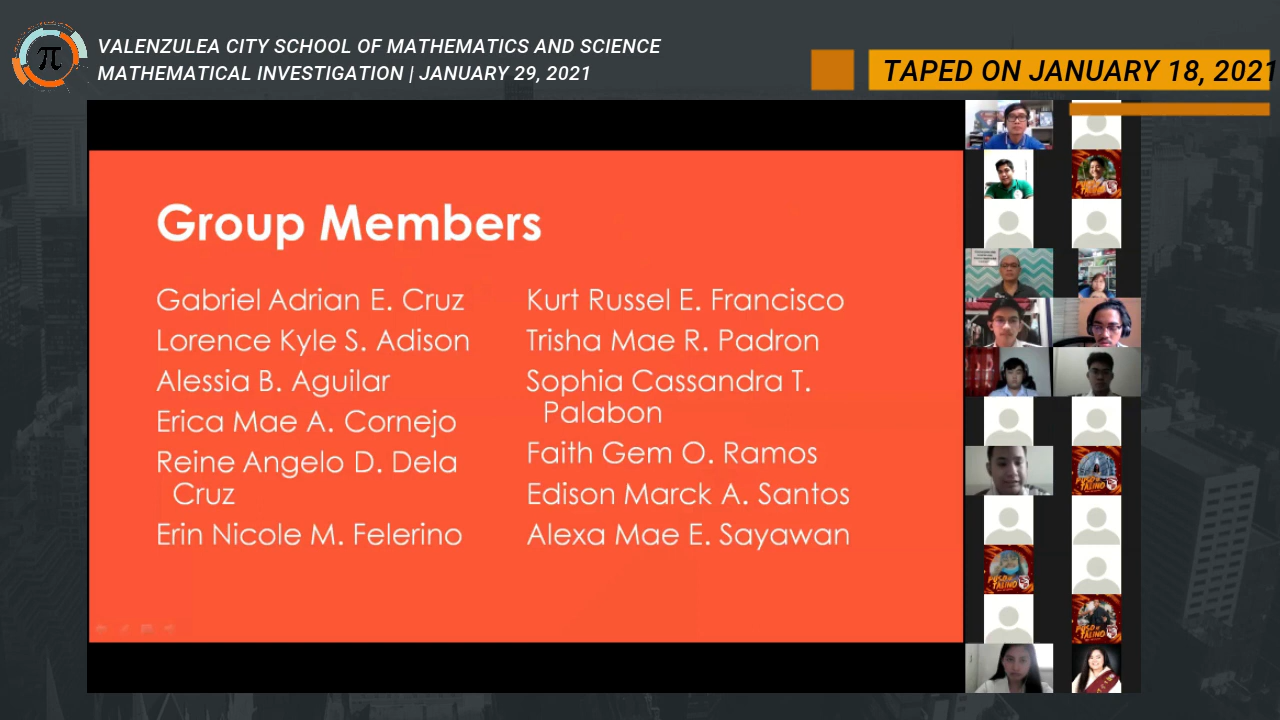 π
VALENZULEA CITY SCHOOL OF MATHEMATICS AND SCIENCE
MATHEMATICAL INVESTIGATION | JANUARY 29, 2021
TAPED ON JANUARY 18, 2021
Group Members
Gabriel Adrian E. Cruz
Lorence Kyle S. Adison
Alessia B. Aguilar
Erica Mae A. Cornejo
Reine Angelo D. Dela
Cruz
Erin Nicole M. Felerino
Kurt Russel E. Francisco
Trisha Mae R. Padron
Sophia Cassandra T.
Palabon
Faith Gem O. Ramos
Edison Marck A. Santos
Alexa Mae E. Sayawan